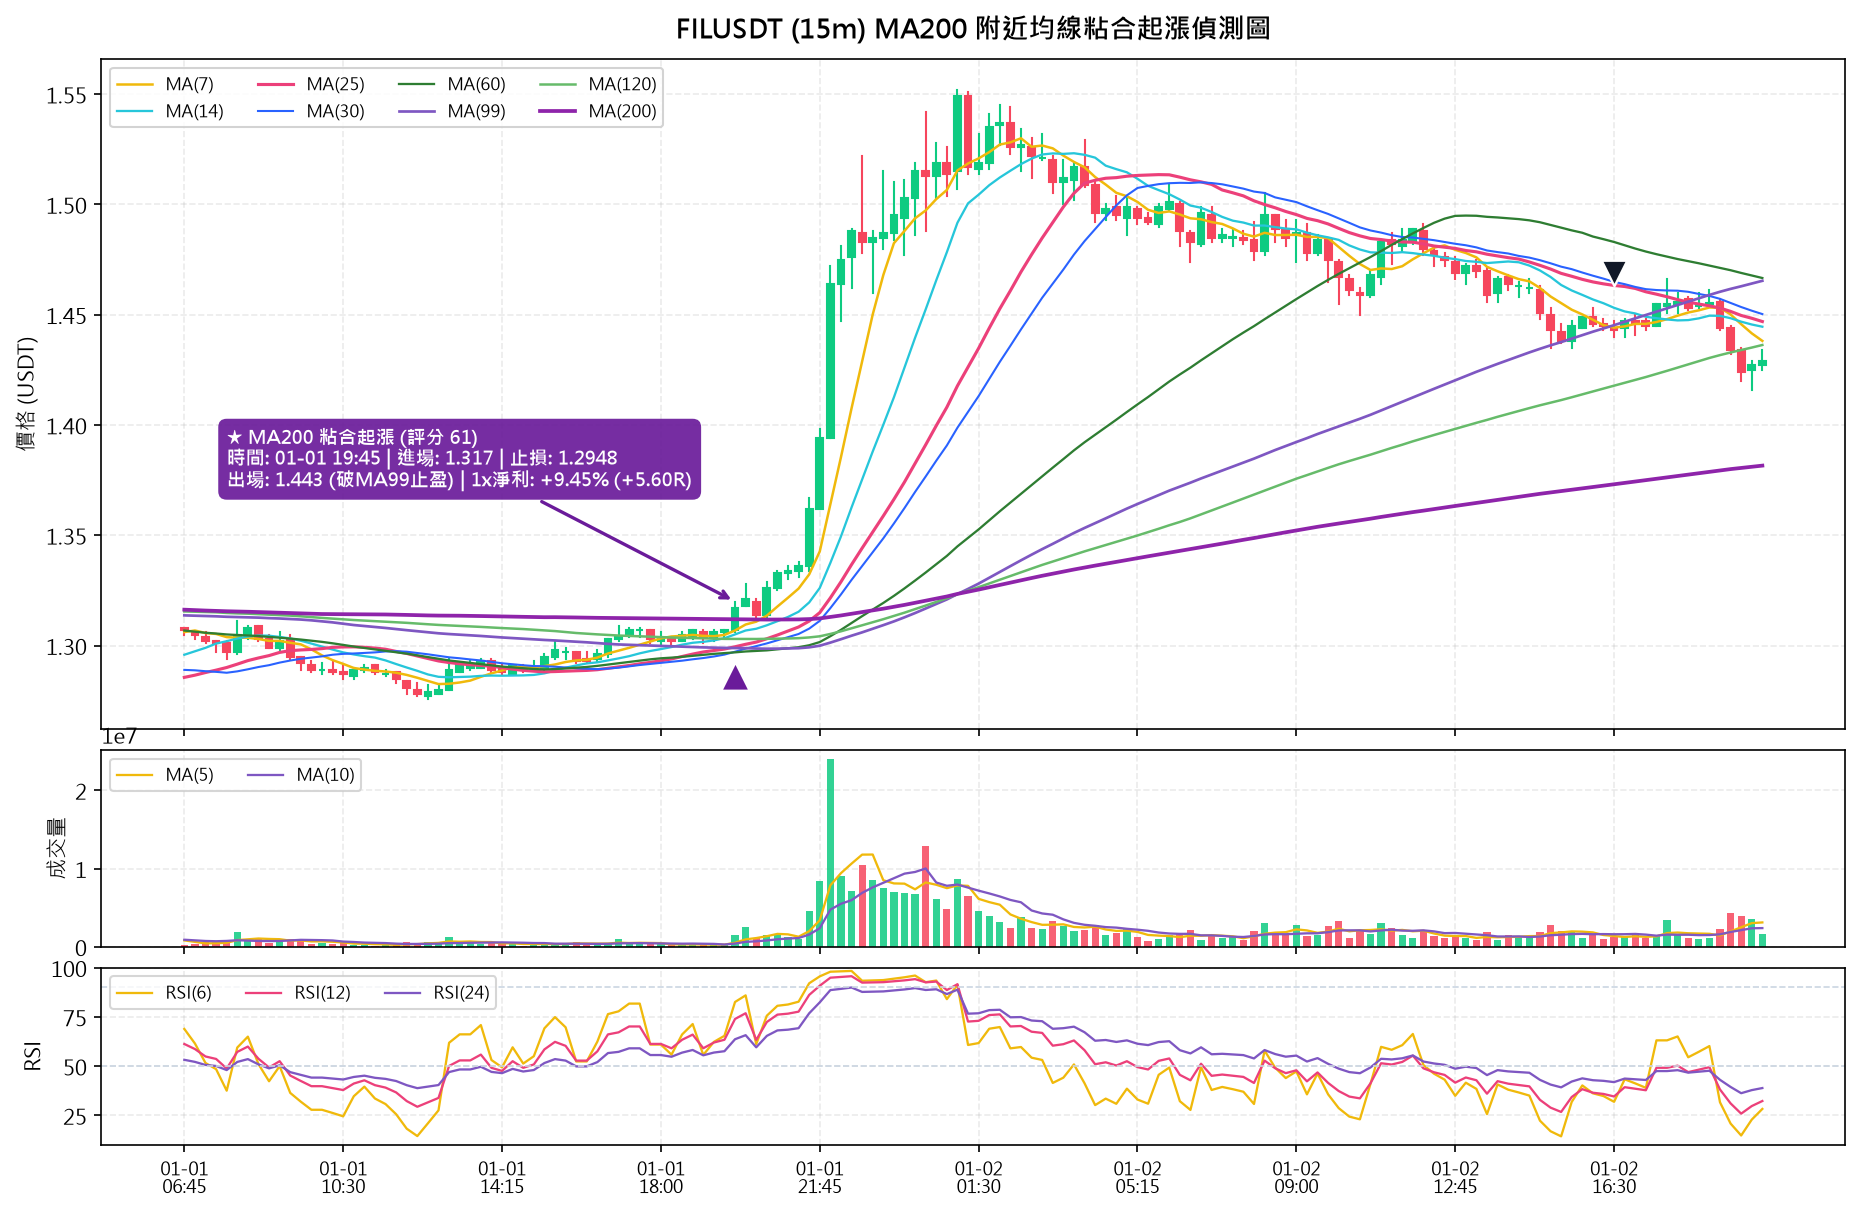 FILUSDT (15m) MA200 附近均線粘合起漲偵測圖
MA(7) MA(25) MA(60) MA(120)
MA(14) MA(30) MA(99) MA(200)
1.55
1.50
1.45
1.40
1.35
1.30
價格 (USDT)
★ MA200 粘合起漲 (評分 61)
時間: 01-01 19:45 | 進場: 1.317 | 止損: 1.2948
出場: 1.443 (破MA99止盈) | 1x淨利: +9.45% (+5.60R)
1e7
MA(5) MA(10)
2
1
0
成交量
RSI(6) RSI(12) RSI(24)
100
75
50
25
RSI
01-01 01-01 01-01 01-01 01-01 01-02 01-02 01-02 01-02 01-02
06:45 10:30 14:15 18:00 21:45 01:30 05:15 09:00 12:45 16:30